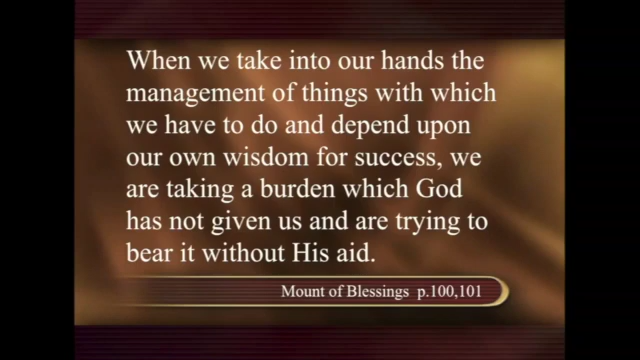 When we take into our hands the
management of things with which
we have to do and depend upon
our own wisdom for success, we
are taking a burden which God
has not given us and are trying to
bear it without His aid.
Mount of Blessings p.100,101